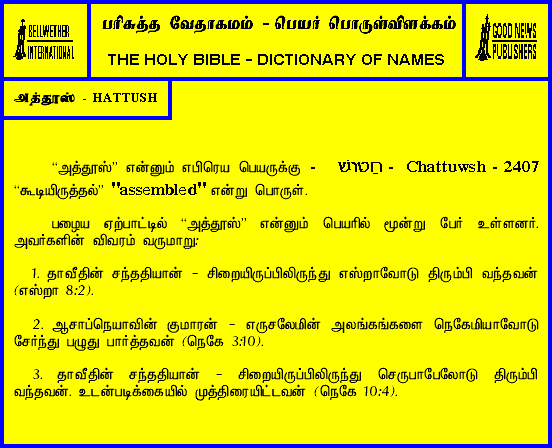 BELLWETHER
INTERNATIONAL
பரிசுத்த வேதாகமம் - பெயர் பொருள்விளக்கம்
THE HOLY BIBLE - DICTIONARY OF NAMES
GOOD NEWS
PUBLISHERS
அத்தூஸ் - HATTUSH
“அத்தூஸ்” என்னும் எபிரெய பெயருக்கு - חטוש - Chattuwsh - 2407
“கூடியிருத்தல்” "assembled" என்று பொருள்.
பழைய ஏற்பாட்டில் “அத்தூஸ்” என்னும் பெயரில் மூன்று பேர் உள்ளனர்.
அவர்களின் விவரம் வருமாறு:
1. தாவீதின் சந்ததியான் - சிறையிருப்பிலிருந்து எஸ்றாவோடு திரும்பி வந்தவன்
(எஸ்றா 8:2).
2. ஆசாப்நெயாவின் குமாரன் - எருசலேமின் அலங்கங்களை நெகேமியாவோடு
சேர்ந்து பழுது பார்த்தவன் (நெகே 3:10).
3. தாவீதின் சந்ததியான் - சிறையிருப்பிலிருந்து செருபாபேலோடு திரும்பி
வந்தவன். உடன்படிக்கையில் முத்திரையிட்டவன் (நெகே 10:4).